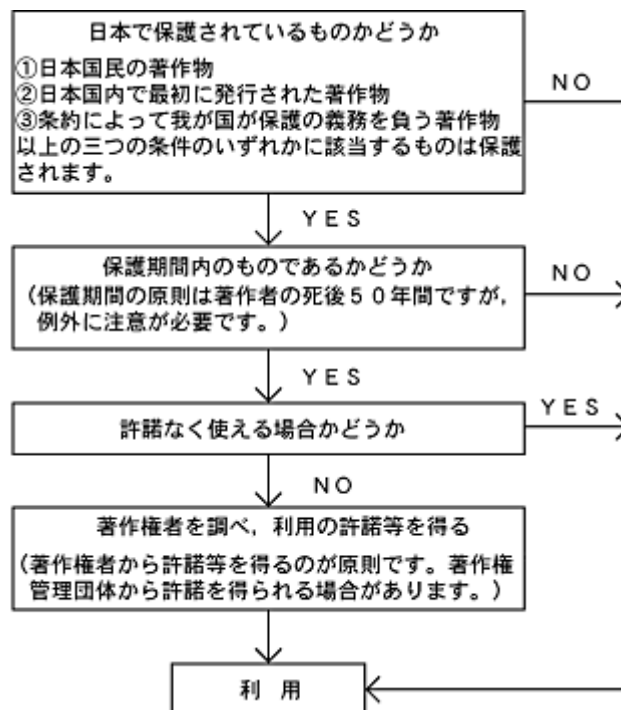 日本で保護されているものかどうか
①日本国民の著作物
②日本国内で最初に発行された著作物
③条約によって我が国が保護の義務を負う著作物
以上の三つの条件のいずれかに該当するものは保護
されます。
ＮＯ
ＹＥＳ
保護期間内のものであるかどうか
（保護期間の原則は著作者の死後５０年間ですが，
例外に注意が必要です。）
ＮＯ
ＹＥＳ
許諾なく使える場合かどうか
ＹＥＳ
ＮＯ
著作権者を調べ，利用の許諾等を得る
（著作権者から許諾等を得るのが原則です。著作権
管理団体から許諾を得られる場合があります。）
利　用